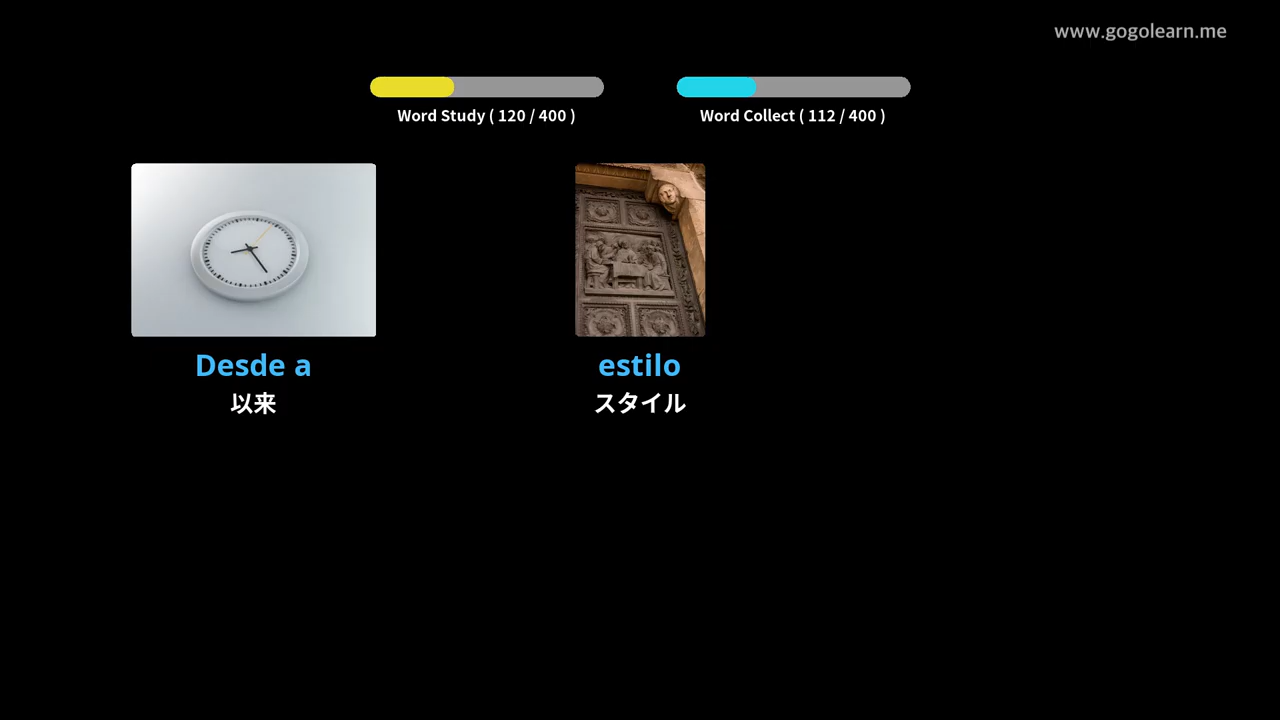 www.gogolearn.me
Word Study ( 120 / 400 )
Word Collect ( 112 / 400 )
Desde a
以来
estilo
スタイル